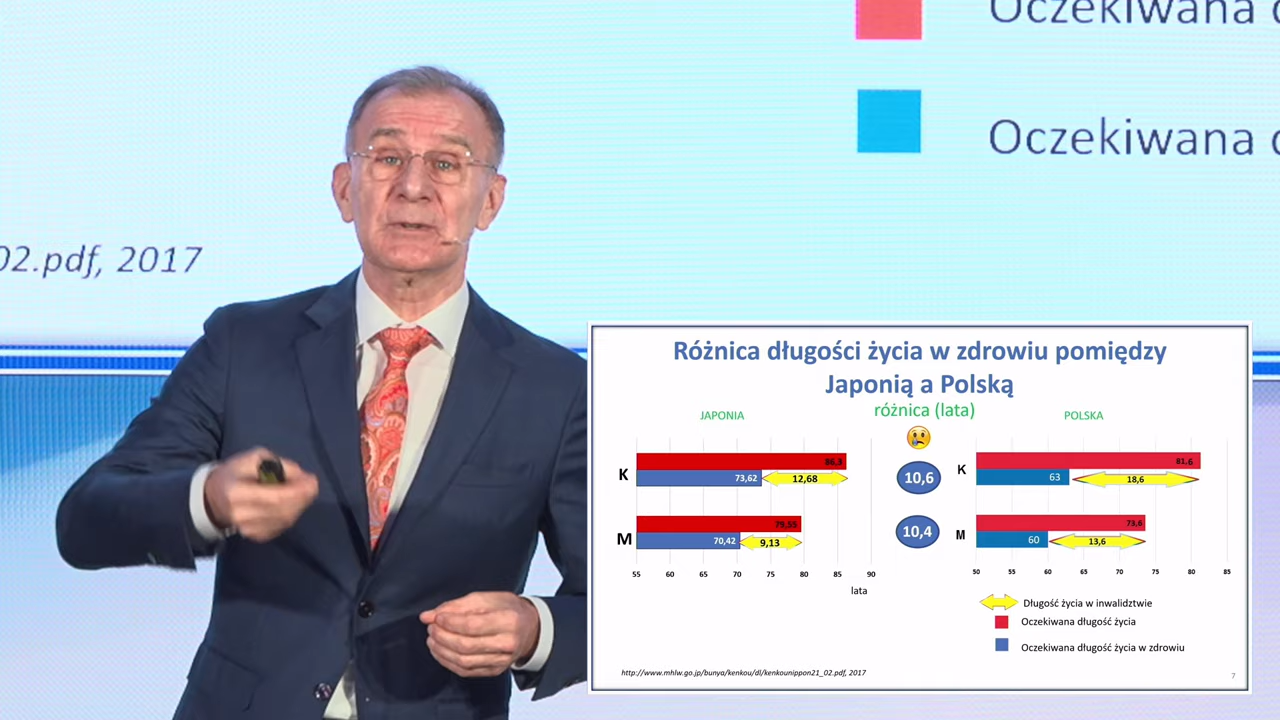 Oczekiwana
Oczekiwana
02.pdf, 2017
Różnica długości życia w zdrowiu pomiędzy
Japonią a Polską
różnica (lata)
JAPONIA
POLSKA
K
86,3
73,62
12,68
10,6
K
81,6
63
18,6
M
79,55
70,42
9,13
10,4
M
73,6
60
13,6
55 60 65 70 75 80 85 90
50 55 60 65 70 75 80 85
lata
Długość życia w inwalidztwie
Oczekiwana długość życia
Oczekiwana długość życia w zdrowiu
http://www.mhlw.go.jp/bunya/kenkou/dl/kenkounippon21_02.pdf, 2017
7